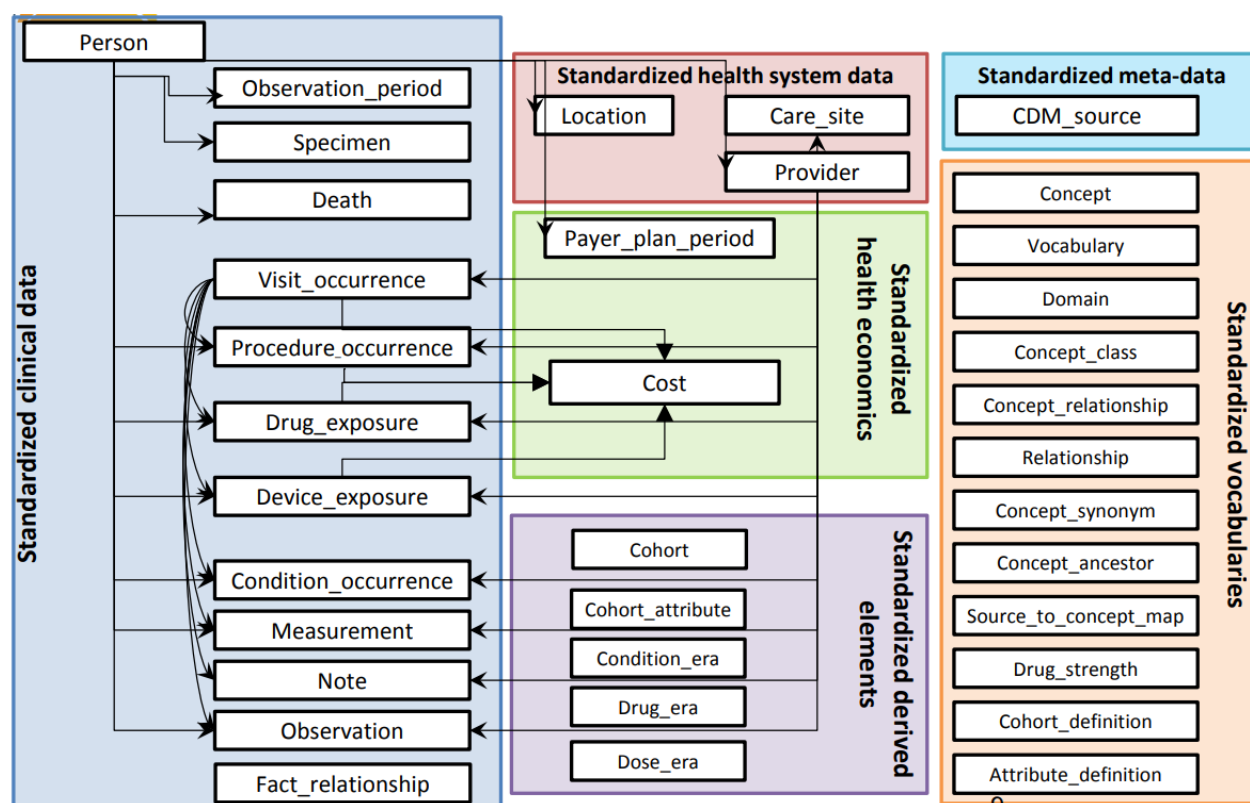 Person
Observation_period
Specimen
Death
Visit_occurrence
Procedure_occurrence
Drug_exposure
Device_exposure
Condition_occurrence
Measurement
Note
Observation
Fact_relationship
Standardized clinical data
Standardized health system data
Location
Care_site
Provider
Payer_plan_period
Cost
Standardized
health economics
Cohort
Cohort_attribute
Condition_era
Drug_era
Dose_era
Standardized derived
elements
Standardized meta-data
CDM_source
Concept
Vocabulary
Domain
Concept_class
Concept_relationship
Relationship
Concept_synonym
Concept_ancestor
Source_to_concept_map
Drug_strength
Cohort_definition
Attribute_definition
Standardized vocabularies